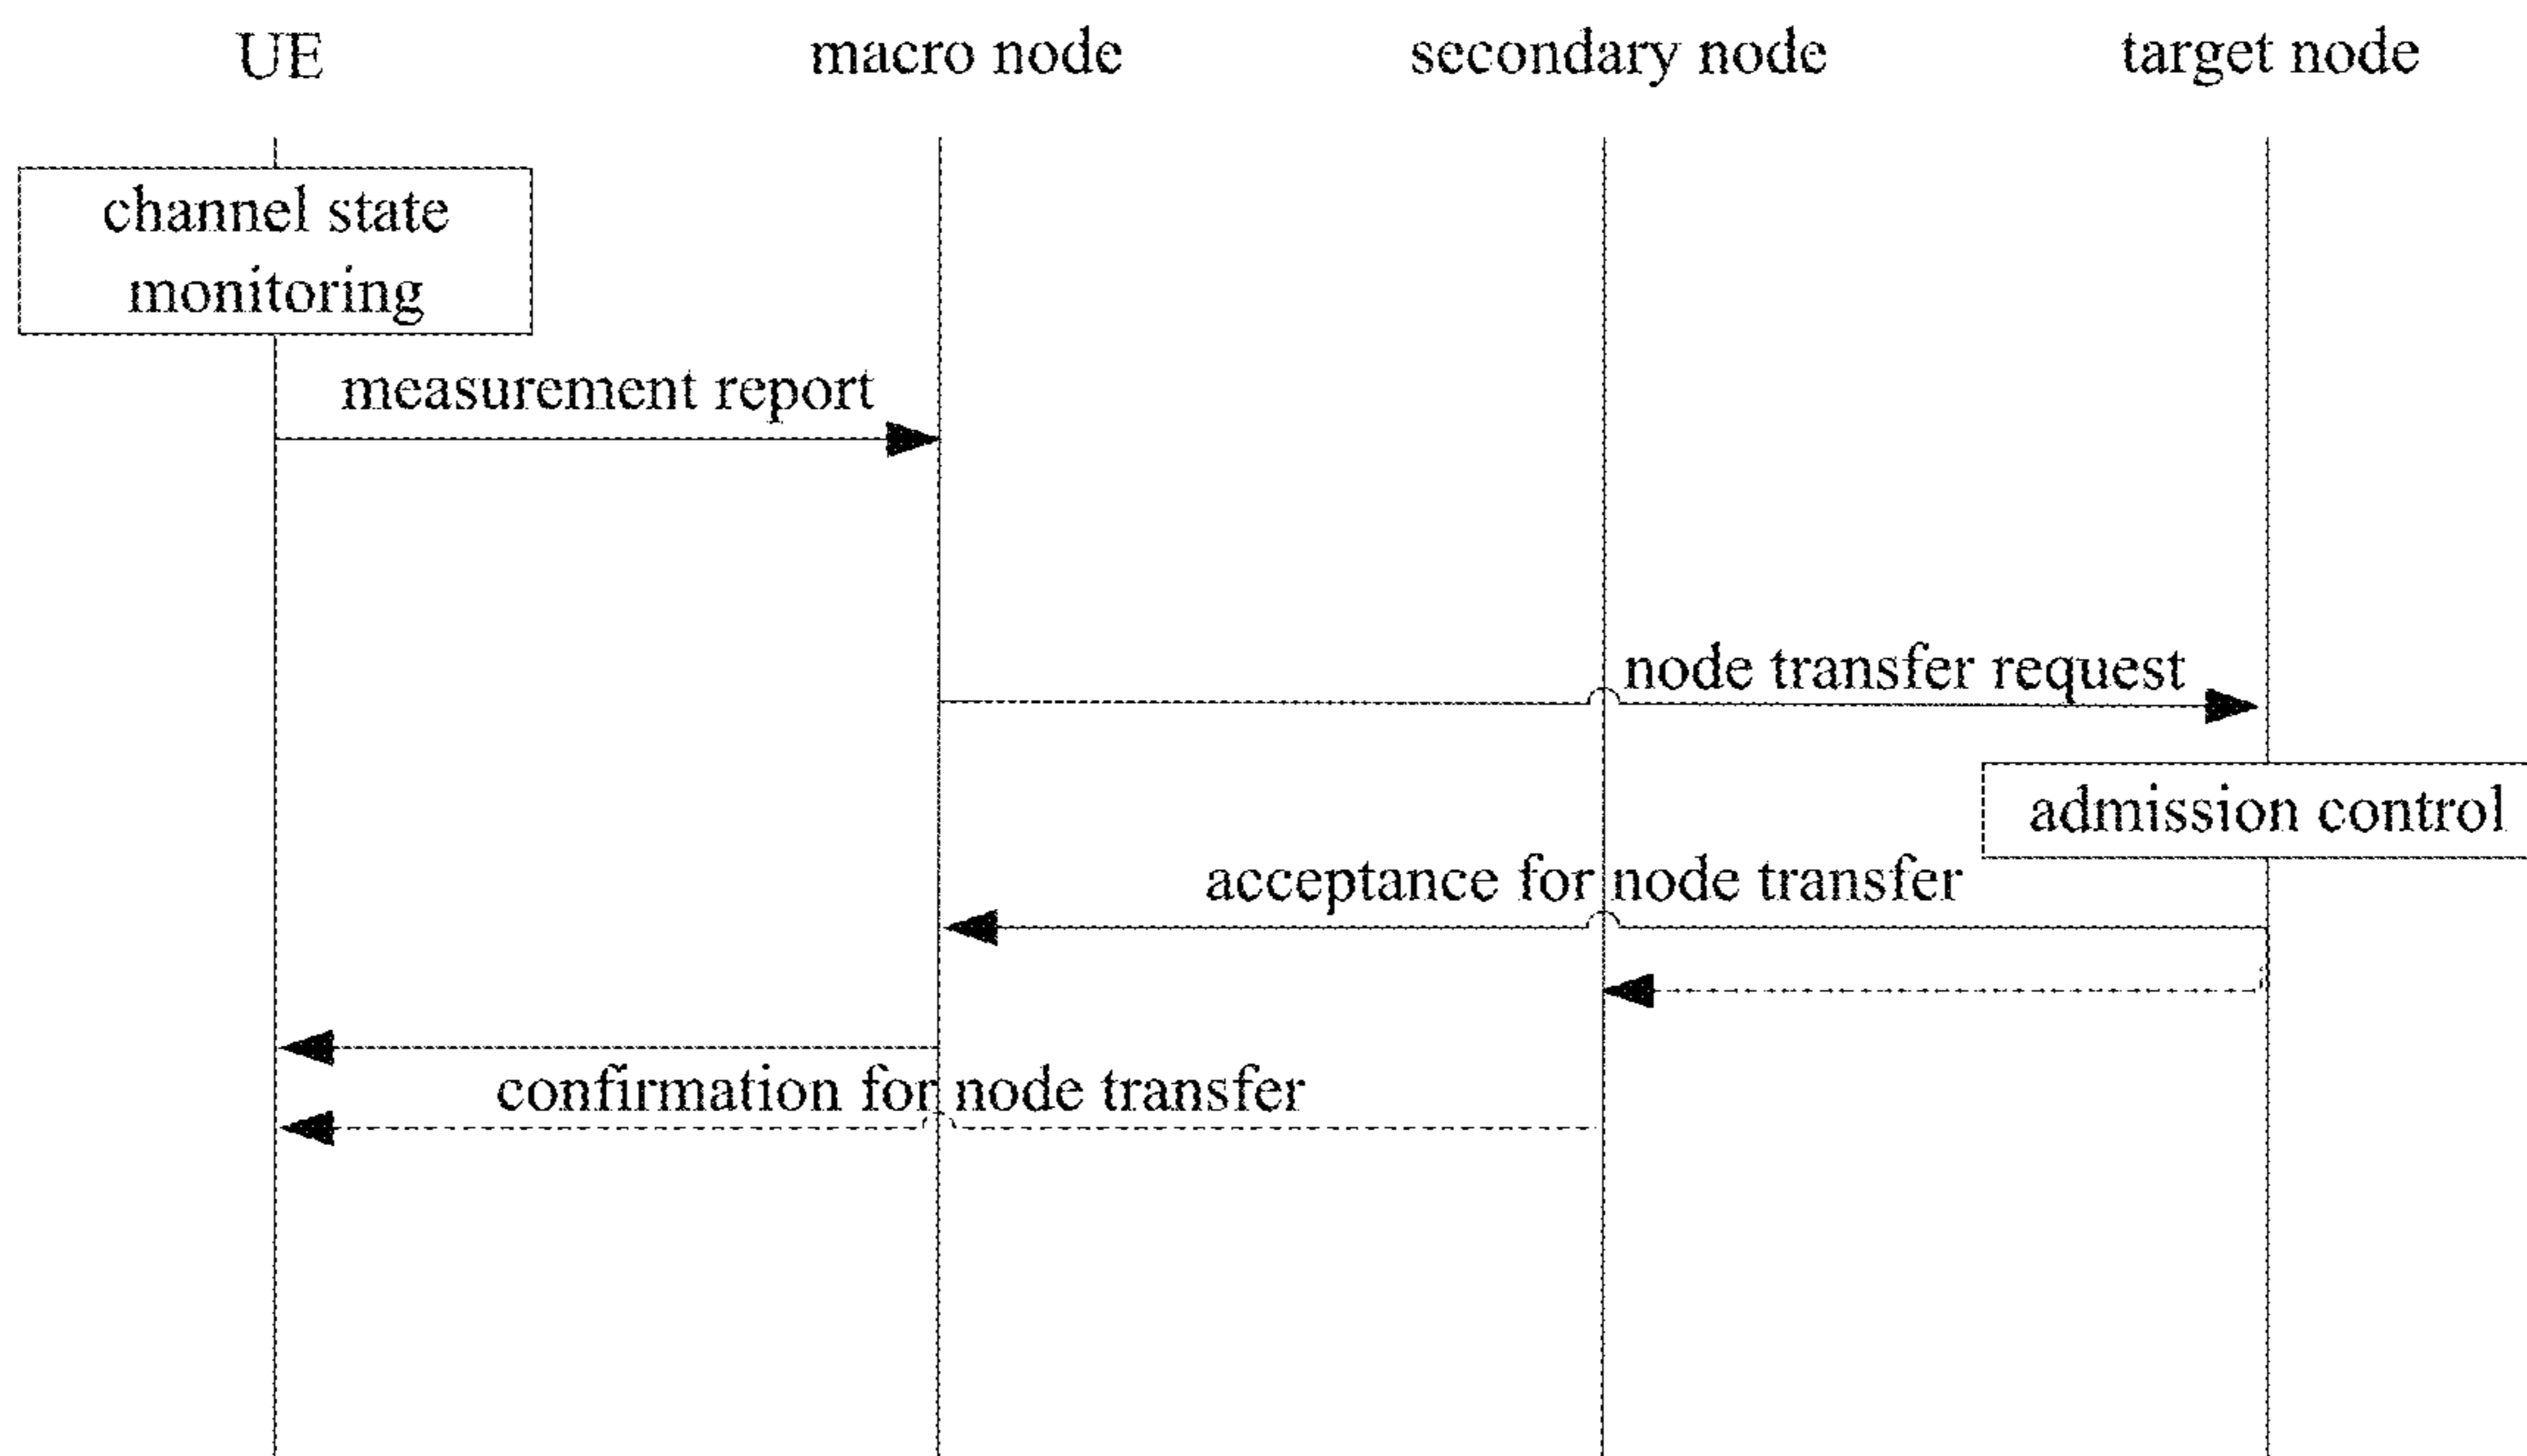 UE
macro node
secondary node
target node
channel state
monitoring
measurement report
node transfer request
admission control
acceptance for node transfer
confirmation for node transfer